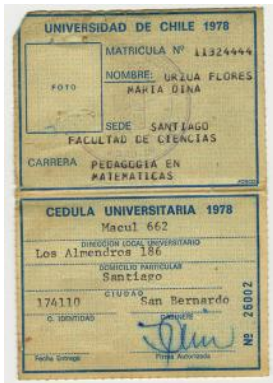 UNIVERSIDAD DE CHILE 1978
MATRICULA Nº 11324444
NOMBRE: URZUA FLORES
MARIA DINA
FOTO
SEDE SANTIAGO
FACULTAD DE CIENCIAS
CARRERA PEDAGOGIA EN
MATEMATICAS
CEDULA UNIVERSITARIA 1978
Macul 662
DIRECCION LOCAL UNIVERSITARIO
Los Almendros 186
DOMICILIO PARTICULAR
Santiago
CIUDAD
174110 San Bernardo
C. IDENTIDAD GABINETE
Fecha Entrega Firma Autorizada
Nº 26002